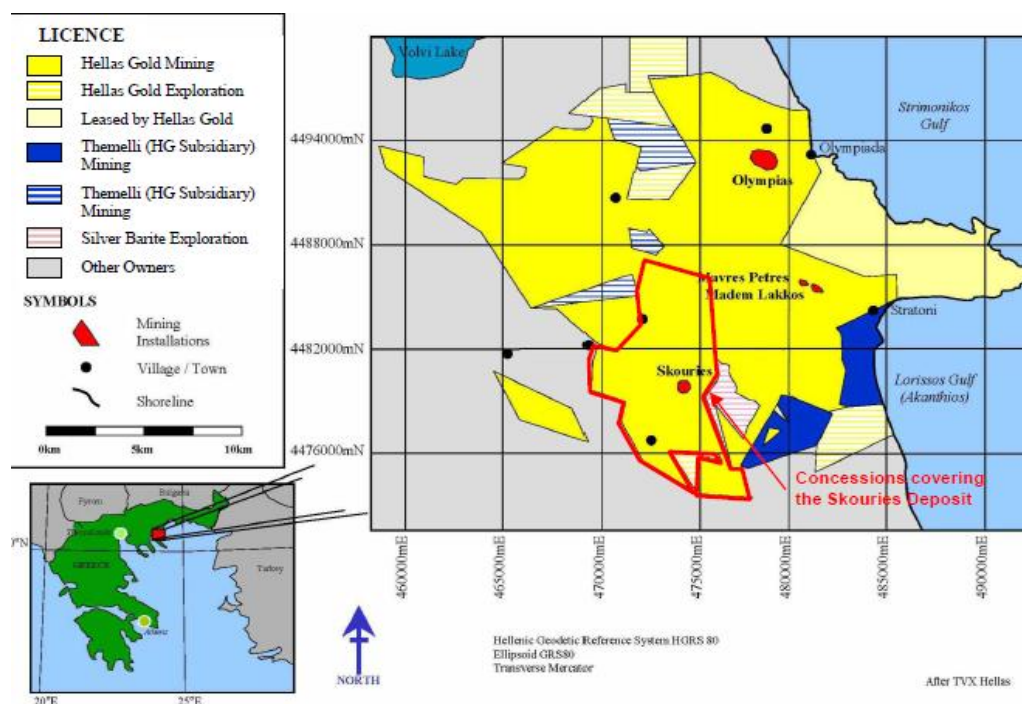 LICENCE
Hellas Gold Mining
Hellas Gold Exploration
Leased by Hellas Gold
Themelli (HG Subsidiary)
Mining
Themelli (HG Subsidiary)
Mining
Silver Barite Exploration
Other Owners
SYMBOLS
Mining
Installations
Village / Town
Shoreline
0km
5km
10km
Volvi Lake
Strimonikos
Gulf
4494000mN
Olympiada
Olympias
4488000mN
Mavres Petres
Madem Lakkos
Stratoni
4482000mN
Skouries
Lorissos Gulf
(Akanthios)
4476000mN
Concessions covering
the Skouries Deposit
460000mE
465000mE
470000mE
475000mE
480000mE
485000mE
490000mE
Bulgaria
GREECE
Turkey
Athens
20°E
25°E
NORTH
Hellenic Geodetic Reference System HGRS 80
Ellipsoid GRS80
Transverse Mercator
After TVX Hellas